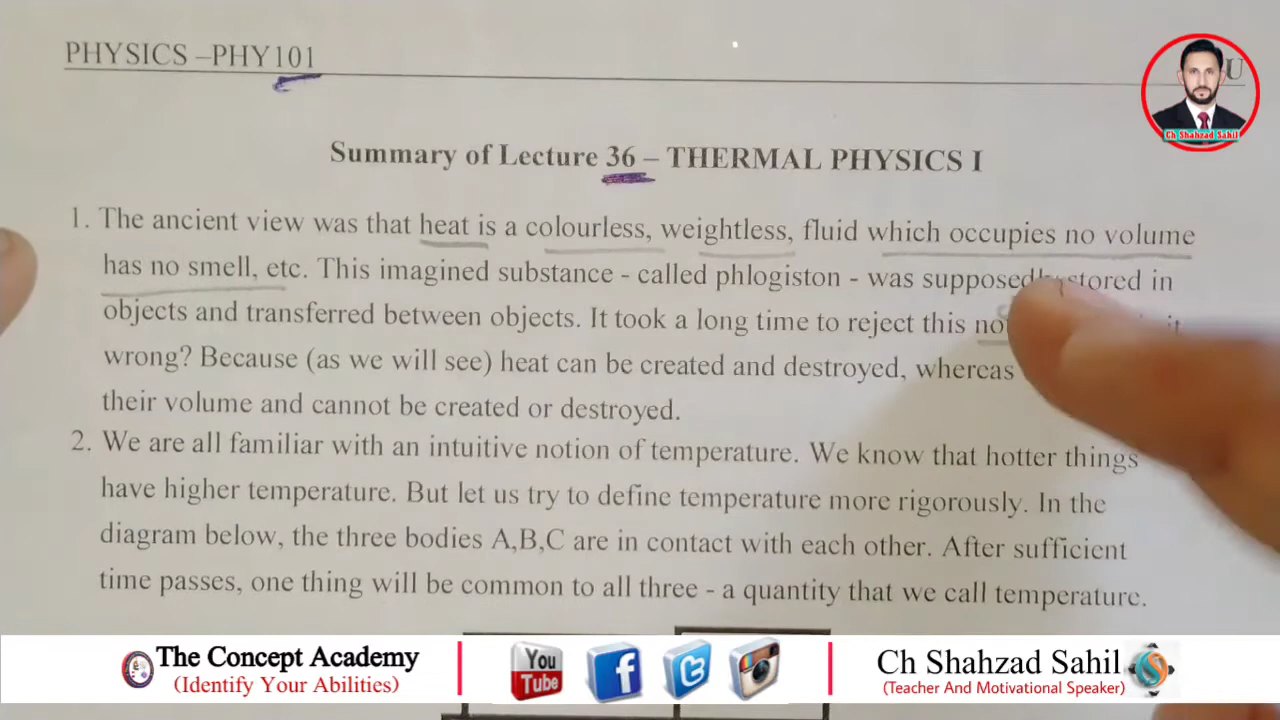 PHYSICS –PHY101
U
Ch Shahzad Sahil
Summary of Lecture 36 – THERMAL PHYSICS I
1. The ancient view was that heat is a colourless, weightless, fluid which occupies no volume
has no smell, etc. This imagined substance - called phlogiston - was supposedly stored in
objects and transferred between objects. It took a long time to reject this it
wrong? Because (as we will see) heat can be created and destroyed, whereas
their volume and cannot be created or destroyed.
2. We are all familiar with an intuitive notion of temperature. We know that hotter things
have higher temperature. But let us try to define temperature more rigorously. In the
diagram below, the three bodies A,B,C are in contact with each other. After sufficient
time passes, one thing will be common to all three - a quantity that we call temperature.
The Concept Academy
(Identify Your Abilities)
You
Tube
Ch Shahzad Sahil
(Teacher And Motivational Speaker)